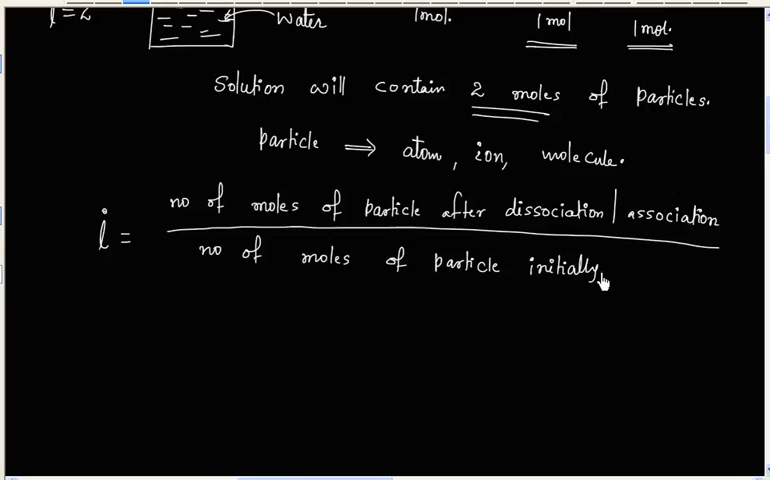 i=2
Water
1mol.
1mol
1mol.
Solution will contain 2 moles of particles.
particle ⟹ atom, ion, molecule.
i = no of moles of particle after dissociation | association
no of moles of particle initially